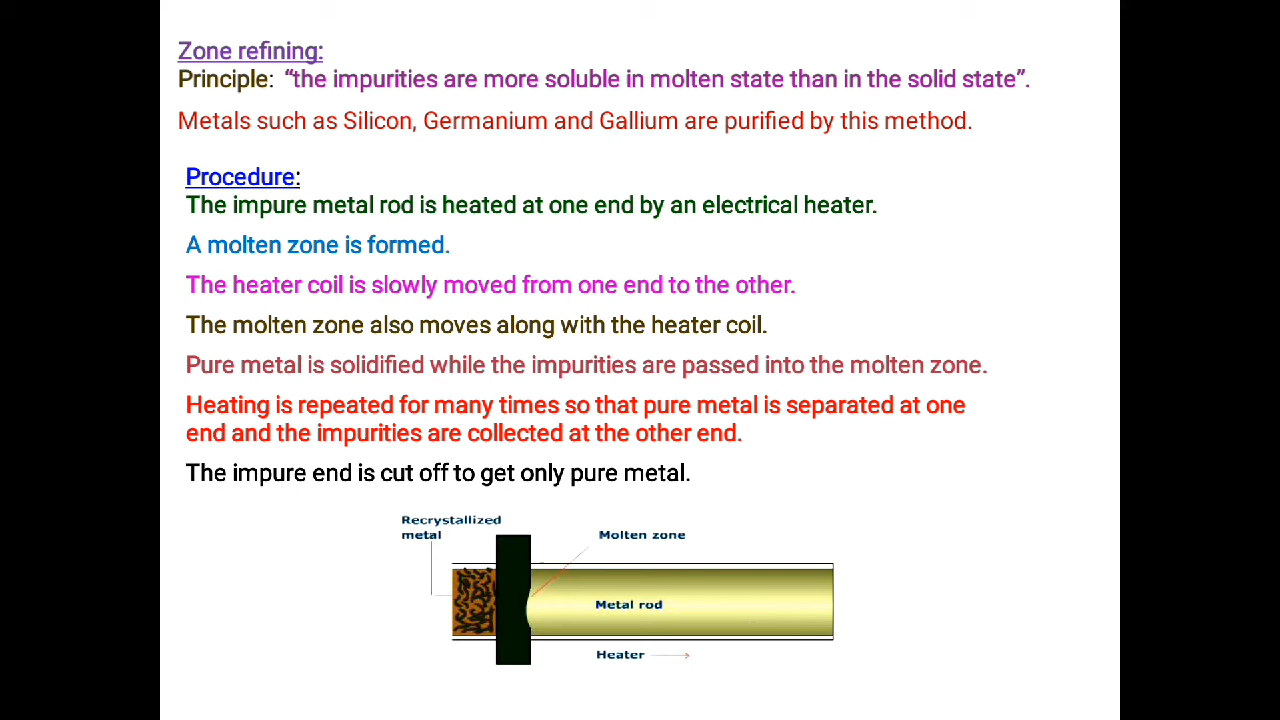 Zone refining:
Principle: “the impurities are more soluble in molten state than in the solid state”.
Metals such as Silicon, Germanium and Gallium are purified by this method.
Procedure:
The impure metal rod is heated at one end by an electrical heater.
A molten zone is formed.
The heater coil is slowly moved from one end to the other.
The molten zone also moves along with the heater coil.
Pure metal is solidified while the impurities are passed into the molten zone.
Heating is repeated for many times so that pure metal is separated at one
end and the impurities are collected at the other end.
The impure end is cut off to get only pure metal.
Recrystallized
metal
Molten zone
Metal rod
Heater